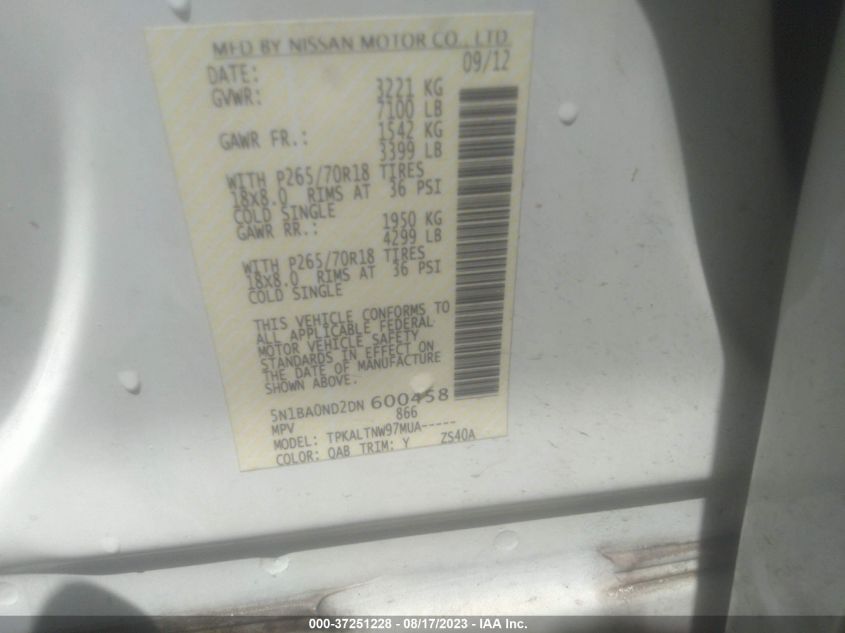 MFD BY NISSAN MOTOR CO., LTD.
DATE: 09/12
GVWR: 3221 KG
7100 LB
GAWR FR.: 1542 KG
3399 LB
WITH P265/70R18 TIRES
18X8.0 RIMS AT 36 PSI
COLD SINGLE
GAWR RR.: 1950 KG
4299 LB
WITH P265/70R18 TIRES
18X8.0 RIMS AT 36 PSI
COLD SINGLE
THIS VEHICLE CONFORMS TO
ALL APPLICABLE FEDERAL
MOTOR VEHICLE SAFETY
STANDARDS IN EFFECT ON
THE DATE OF MANUFACTURE
SHOWN ABOVE.
5N1BA0ND2DN 600458
MPV 866
MODEL: TPKALTNW97MUA-----
COLOR: QAB TRIM: Y ZS40A
000-37251228 - 08/17/2023 - IAA Inc.